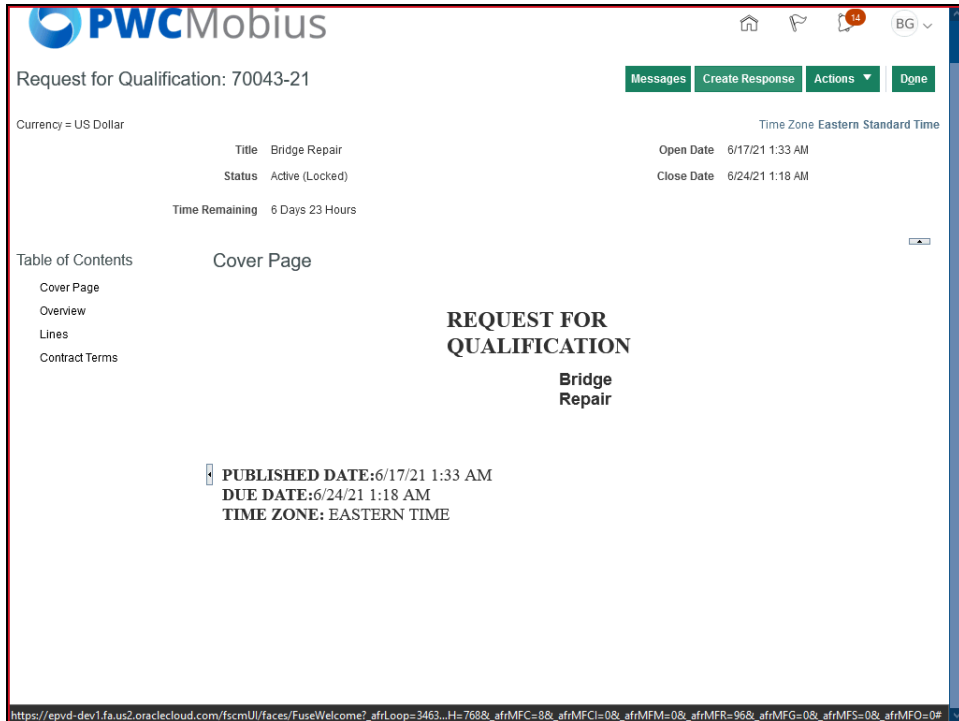 PWCMobius
14
BG
Request for Qualification: 70043-21
Messages Create Response Actions Done
Currency = US Dollar
Time Zone Eastern Standard Time
Title Bridge Repair
Open Date 6/17/21 1:33 AM
Status Active (Locked)
Close Date 6/24/21 1:18 AM
Time Remaining 6 Days 23 Hours
Table of Contents
Cover Page
Overview
Lines
Contract Terms
Cover Page
REQUEST FOR
QUALIFICATION
Bridge
Repair
PUBLISHED DATE:6/17/21 1:33 AM
DUE DATE:6/24/21 1:18 AM
TIME ZONE: EASTERN TIME
https://epvd-dev1.fa.us2.oraclecloud.com/fscmUI/faces/FuseWelcome?_afrLoop=3463...H=768&_afrMFC=8&_afrMFCI=0&_afrMFM=0&_afrMFR=96&_afrMFG=0&_afrMFS=0&_afrMFO=0#